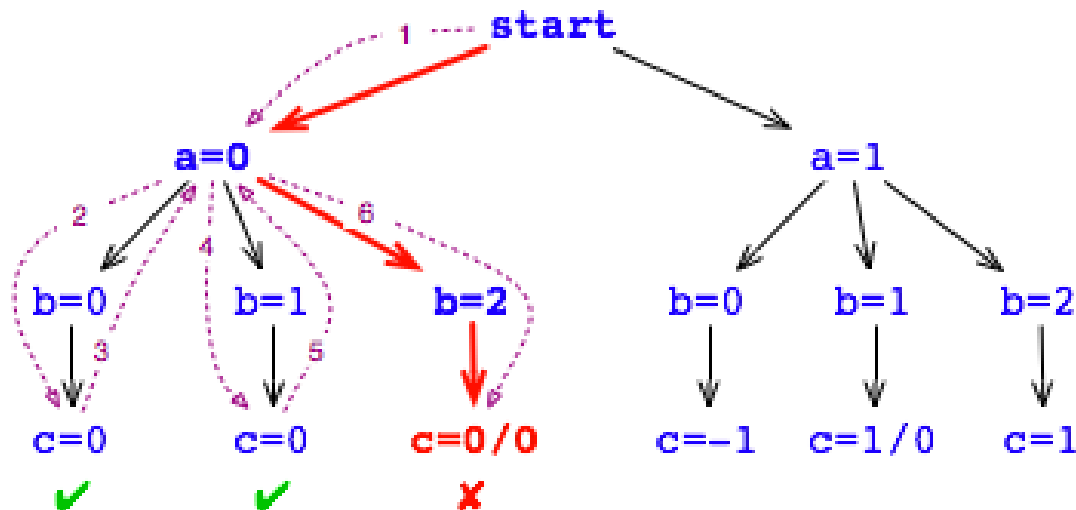 1 start
a=0 a=1
2 4 6
b=0 b=1 b=2 b=0 b=1 b=2
3 5
c=0 c=0 c=0/0 c=-1 c=1/0 c=1
✔ ✔ ✘